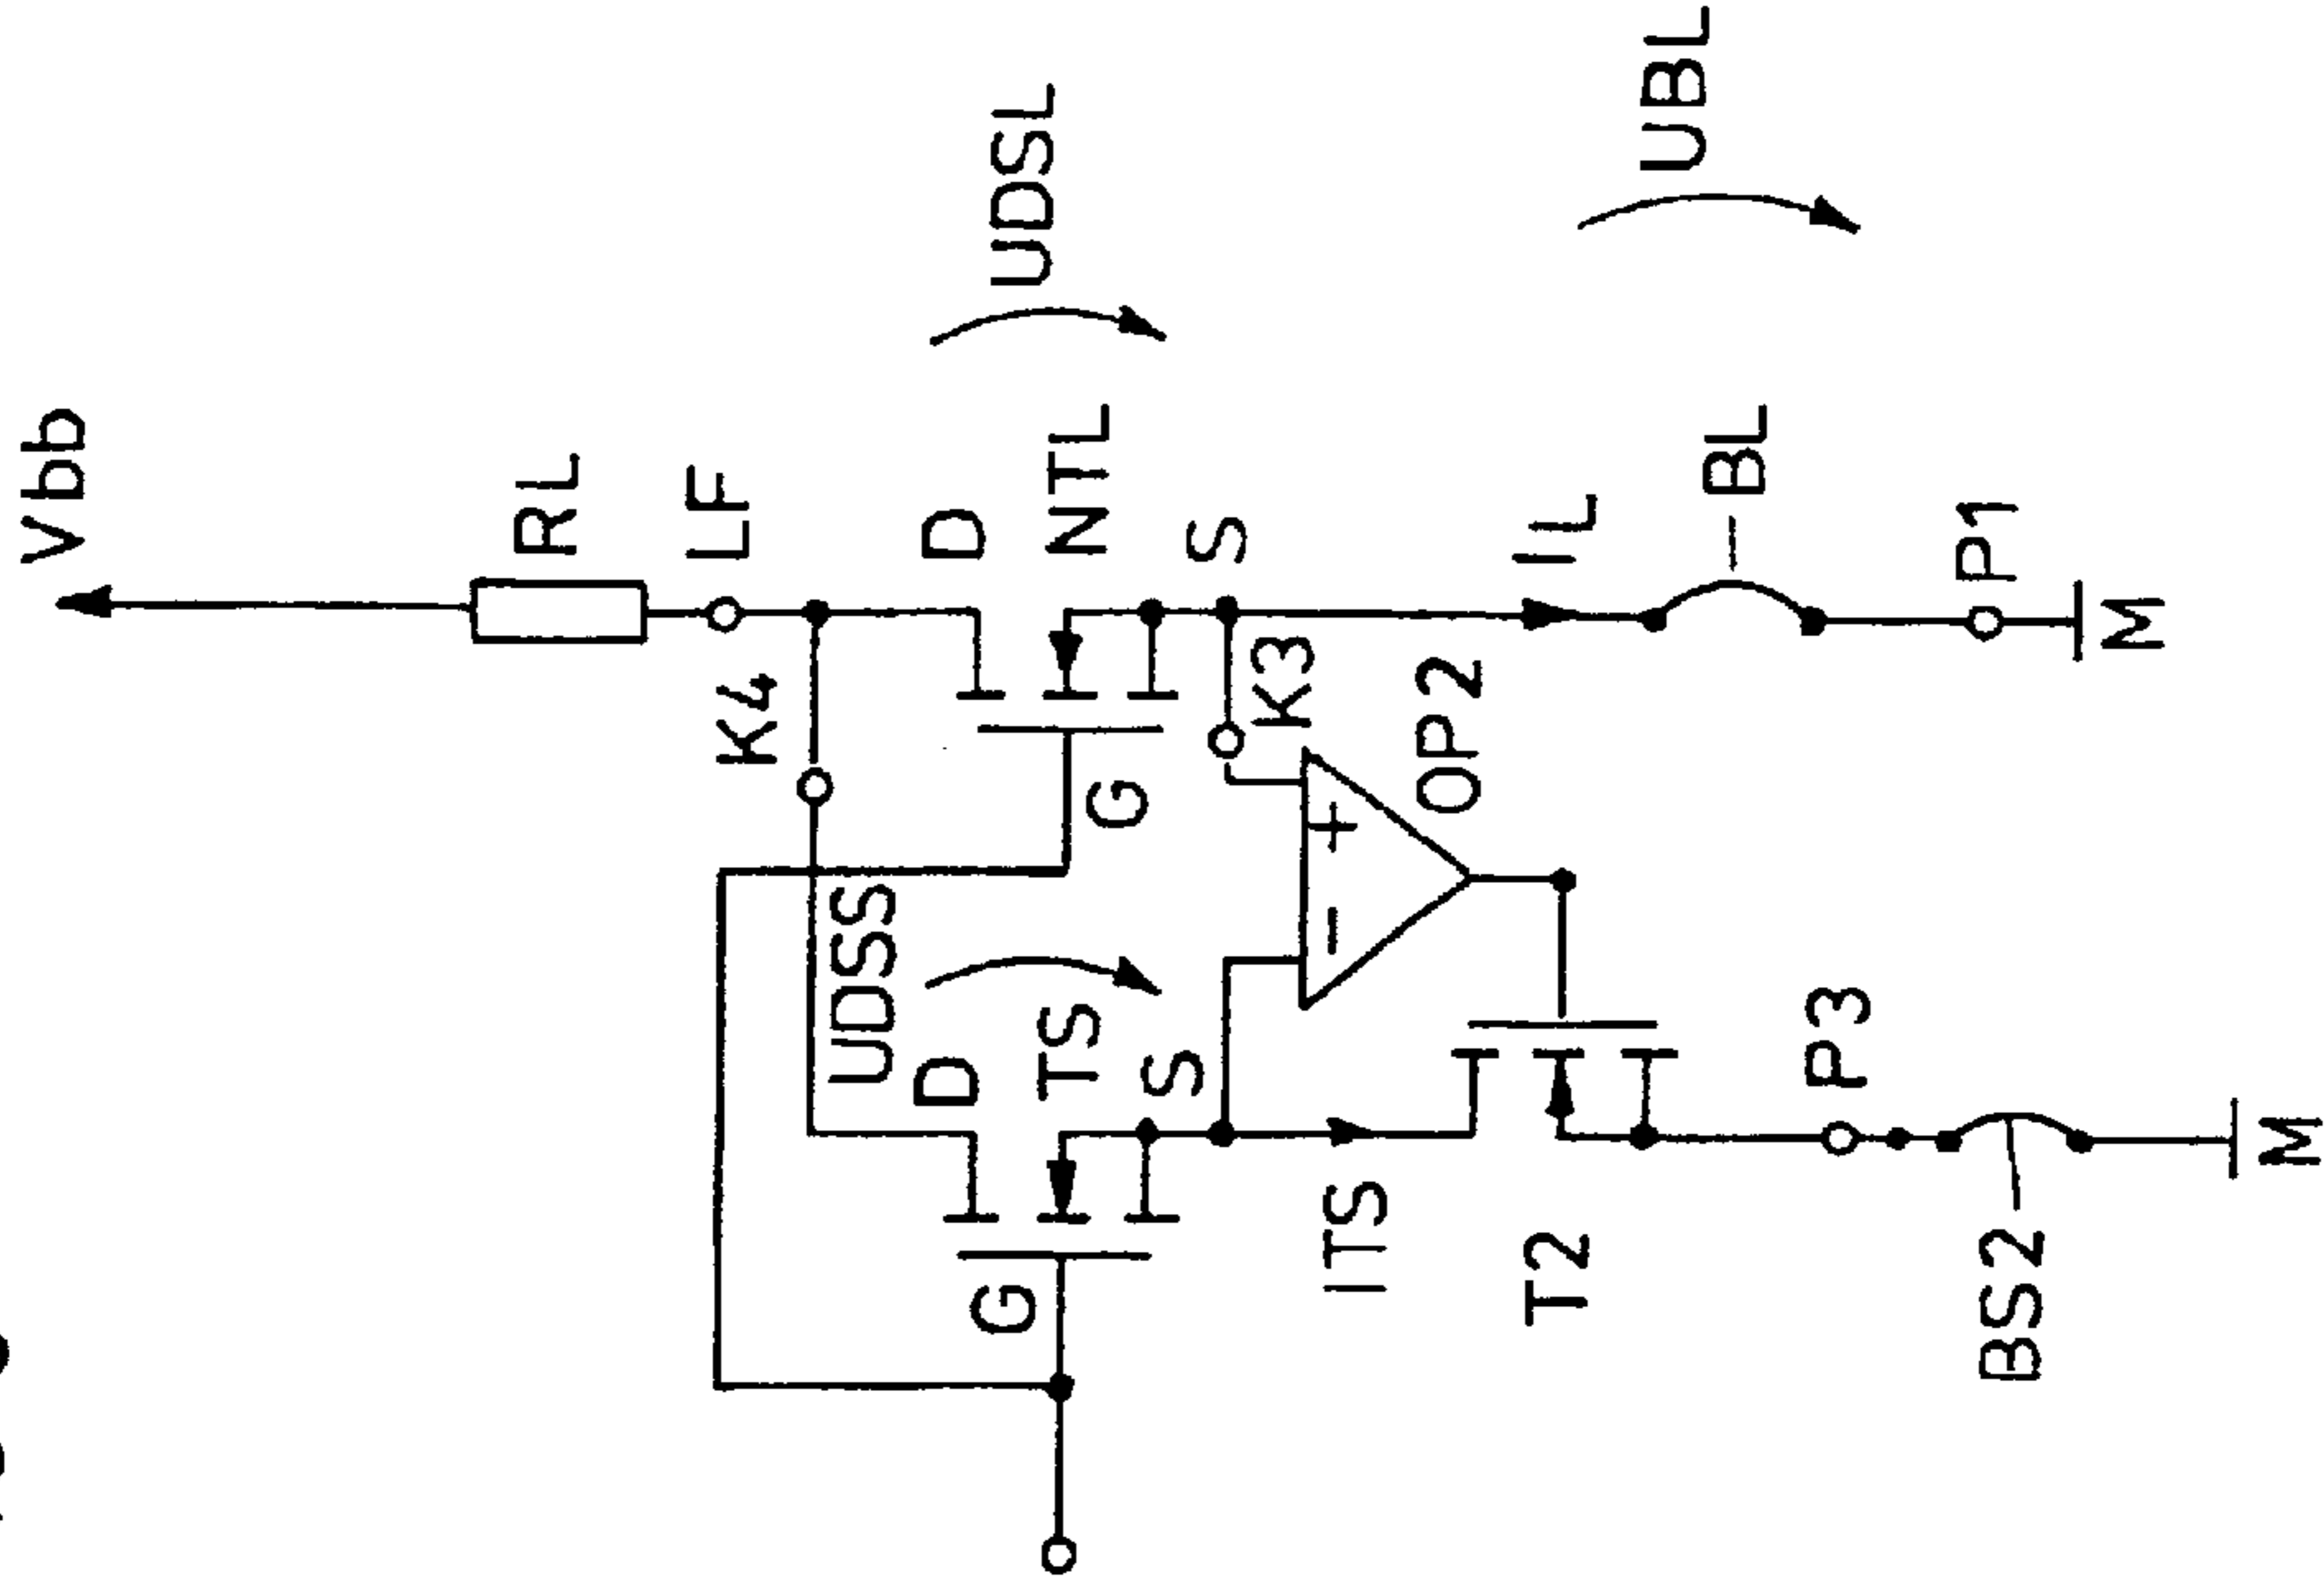 Vbb
RL
LF
K4
UDSS
D
D
G
UDSL
TS
NTL
G
S
S
K3
ITS
OP2
IL
T2
UBL
BL
P3
P1
BS2
M
M
+
-